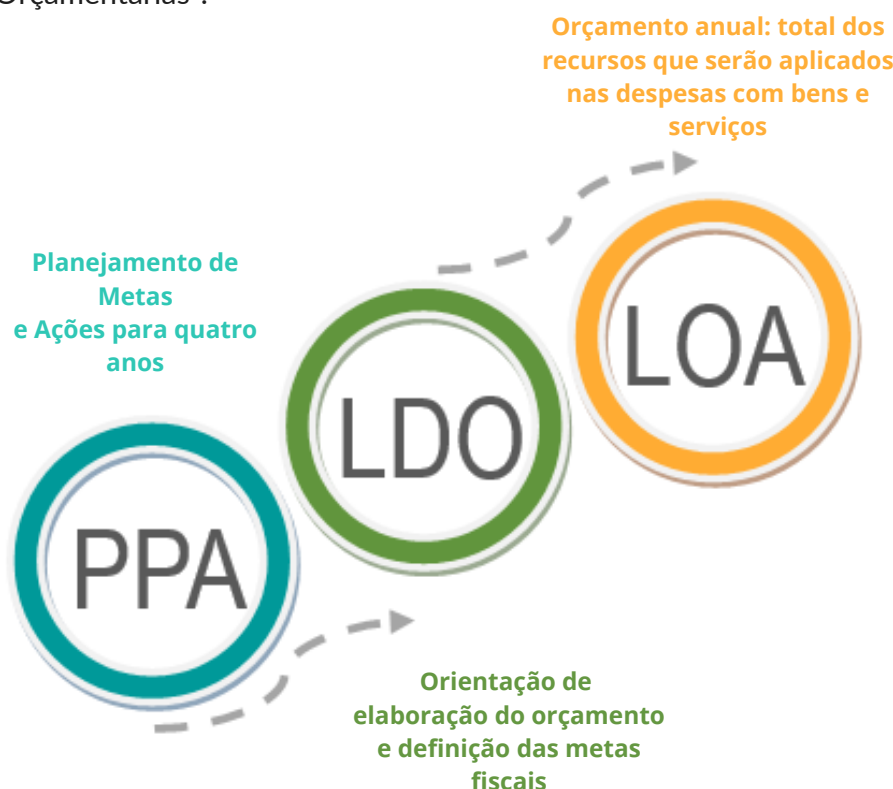 Orçamentárias".
Orçamento anual: total dos
recursos que serão aplicados
nas despesas com bens e
serviços
Planejamento de
Metas
e Ações para quatro
anos
LOA
LDO
PPA
Orientação de
elaboração do orçamento
e definição das metas
fiscais